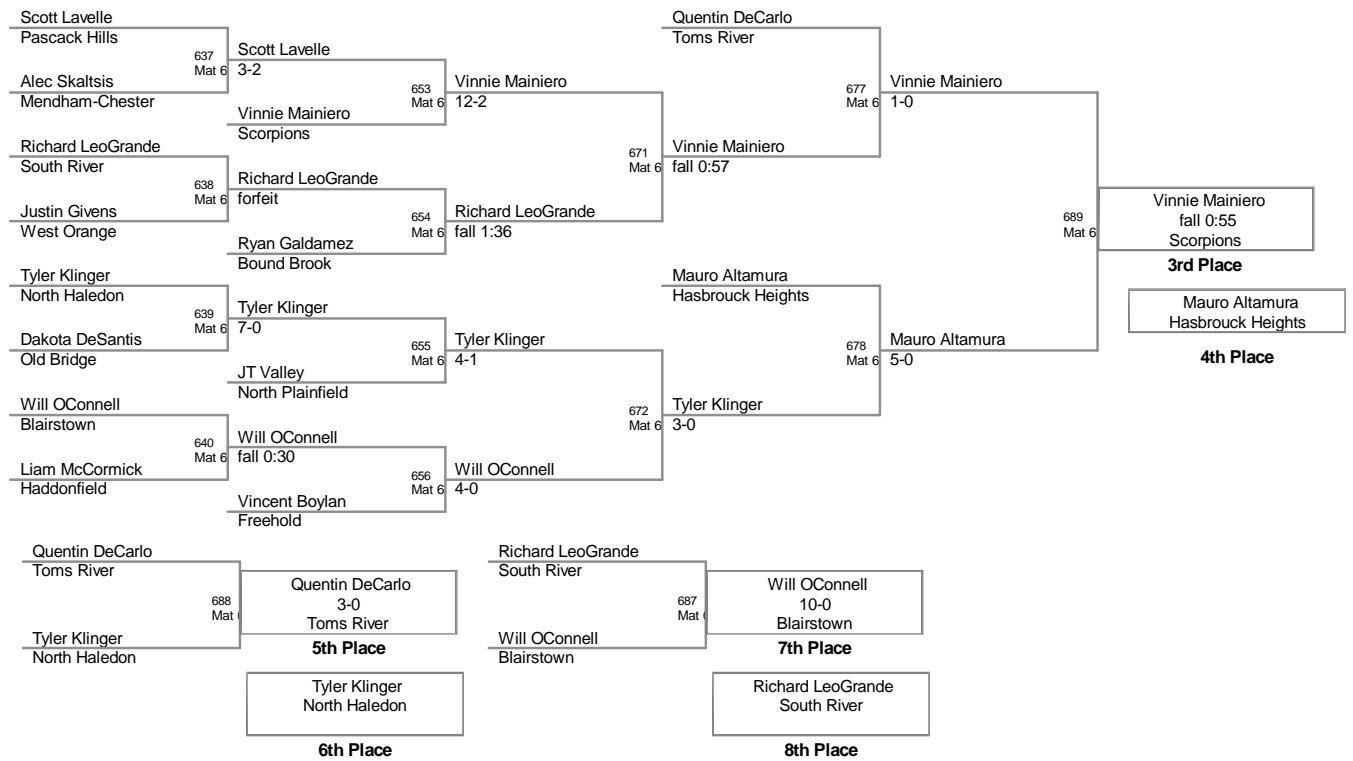 Scott Lavelle
Pascack Hills
637
Mat 6
Alec Skaltsis
Mendham-Chester
Richard LeoGrande
South River
638
Mat 6
Justin Givens
West Orange
Tyler Klinger
North Haledon
639
Mat 6
Dakota DeSantis
Old Bridge
Will OConnell
Blairstown
640
Mat 6
Liam McCormick
Haddonfield
Scott Lavelle
3-2
653
Mat 6
Vinnie Mainiero
Scorpions
Richard LeoGrande
forfeit
654
Mat 6
Ryan Galdamez
Bound Brook
Tyler Klinger
7-0
655
Mat 6
JT Valley
North Plainfield
Will OConnell
fall 0:30
656
Mat 6
Vincent Boylan
Freehold
Vinnie Mainiero
12-2
671
Mat 6
Richard LeoGrande
fall 1:36
Tyler Klinger
4-1
672
Mat 6
Will OConnell
4-0
Quentin DeCarlo
Toms River
677
Mat 6
Vinnie Mainiero
fall 0:57
Mauro Altamura
Hasbrouck Heights
678
Mat 6
Tyler Klinger
3-0
Vinnie Mainiero
1-0
689
Mat 6
Mauro Altamura
5-0
Vinnie Mainiero
fall 0:55
Scorpions
3rd Place
Mauro Altamura
Hasbrouck Heights
4th Place
Quentin DeCarlo
Toms River
688
Mat
Tyler Klinger
North Haledon
Quentin DeCarlo
3-0
Toms River
5th Place
Tyler Klinger
North Haledon
6th Place
Richard LeoGrande
South River
687
Mat 6
Will OConnell
Blairstown
Will OConnell
10-0
Blairstown
7th Place
Richard LeoGrande
South River
8th Place